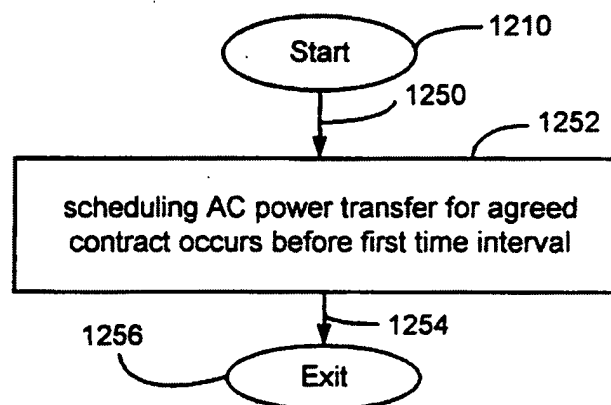 Start
1210
1250
1252
scheduling AC power transfer for agreed
contract occurs before first time interval
1254
1256
Exit